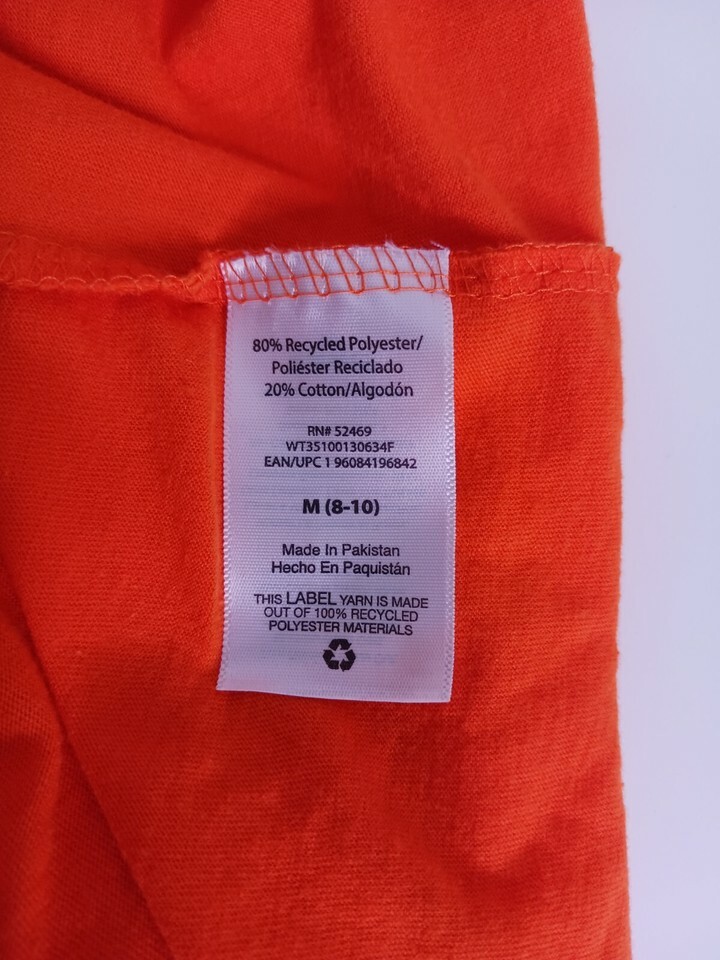 80% Recycled Polyester/
Poliéster Reciclado
20% Cotton/Algodón
RN# 52469
WT35100130634F
EAN/UPC 1 96084196842
M (8-10)
Made In Pakistan
Hecho En Paquistán
THIS LABEL YARN IS MADE
OUT OF 100% RECYCLED
POLYESTER MATERIALS